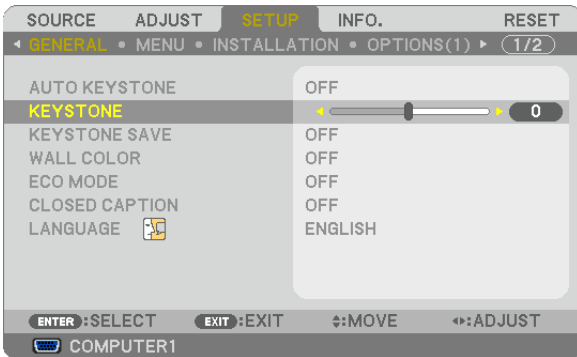 SOURCE ADJUST SETUP INFO. RESET
GENERAL • MENU • INSTALLATION • OPTIONS(1) 1/2
AUTO KEYSTONE OFF
KEYSTONE 0
KEYSTONE SAVE OFF
WALL COLOR OFF
ECO MODE OFF
CLOSED CAPTION OFF
LANGUAGE ENGLISH
ENTER :SELECT EXIT :EXIT :MOVE :ADJUST
COMPUTER1